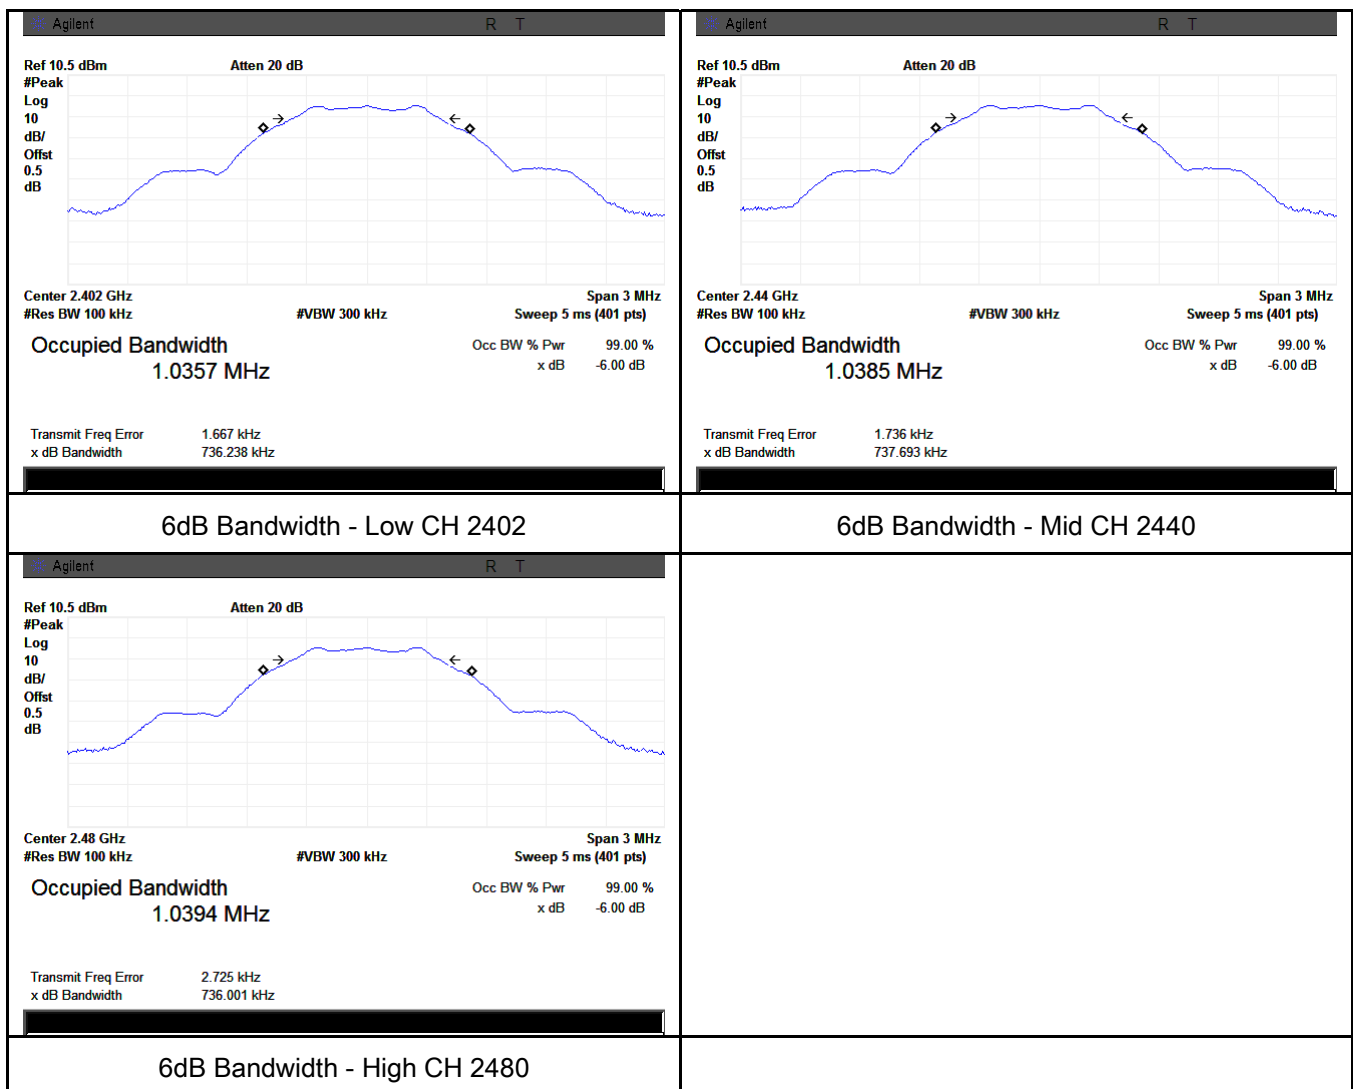 Agilent R T
Ref 10.5 dBm Atten 20 dB
#Peak
Log
10
dB/
Offst
0.5
dB
Center 2.402 GHz Span 3 MHz
#Res BW 100 kHz #VBW 300 kHz Sweep 5 ms (401 pts)
Occupied Bandwidth Occ BW % Pwr 99.00 %
1.0357 MHz x dB -6.00 dB
Transmit Freq Error 1.667 kHz
x dB Bandwidth 736.238 kHz
6dB Bandwidth - Low CH 2402
Agilent R T
Ref 10.5 dBm Atten 20 dB
#Peak
Log
10
dB/
Offst
0.5
dB
Center 2.44 GHz Span 3 MHz
#Res BW 100 kHz #VBW 300 kHz Sweep 5 ms (401 pts)
Occupied Bandwidth Occ BW % Pwr 99.00 %
1.0385 MHz x dB -6.00 dB
Transmit Freq Error 1.736 kHz
x dB Bandwidth 737.693 kHz
6dB Bandwidth - Mid CH 2440
Agilent R T
Ref 10.5 dBm Atten 20 dB
#Peak
Log
10
dB/
Offst
0.5
dB
Center 2.48 GHz Span 3 MHz
#Res BW 100 kHz #VBW 300 kHz Sweep 5 ms (401 pts)
Occupied Bandwidth Occ BW % Pwr 99.00 %
1.0394 MHz x dB -6.00 dB
Transmit Freq Error 2.725 kHz
x dB Bandwidth 736.001 kHz
6dB Bandwidth - High CH 2480